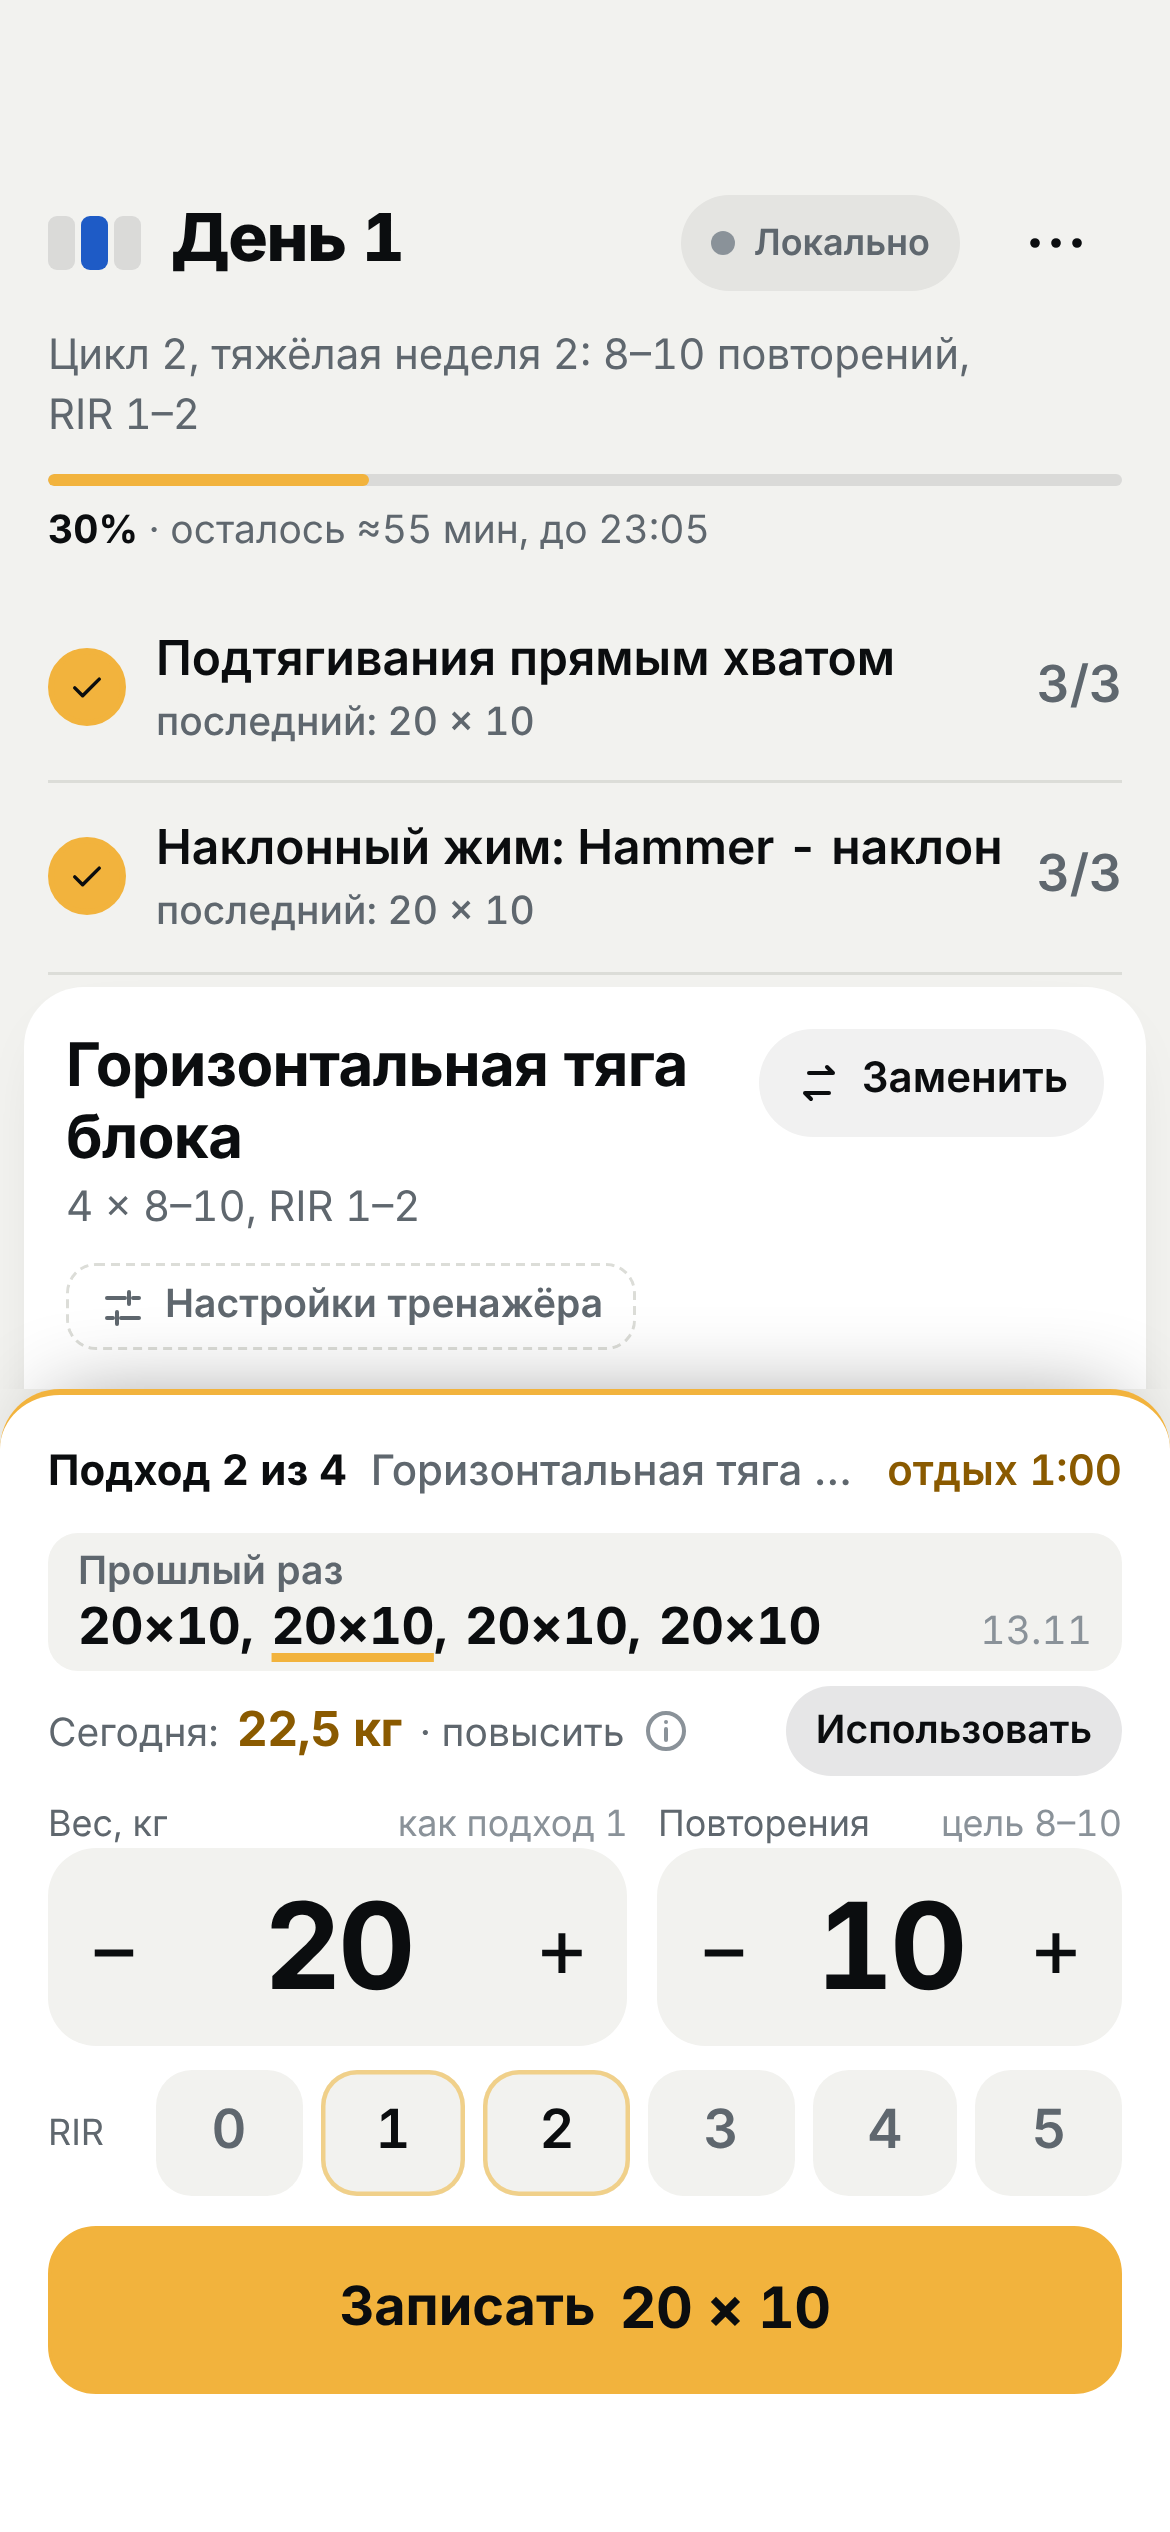 День 1
Локально
Цикл 2, тяжёлая неделя 2: 8–10 повторений,
RIR 1–2
30% · осталось ≈55 мин, до 23:05
Подтягивания прямым хватом
последний: 20 × 10
3/3
Наклонный жим: Hammer - наклон
последний: 20 × 10
3/3
Горизонтальная тяга
блока
Заменить
4 × 8–10, RIR 1–2
Настройки тренажёра
Подход 2 из 4 Горизонтальная тяга ... отдых 1:00
Прошлый раз
20×10, 20×10, 20×10, 20×10 13.11
Сегодня: 22,5 кг · повысить
Использовать
Вес, кг как подход 1
Повторения цель 8–10
− 20 +
− 10 +
RIR 0 1 2 3 4 5
Записать 20 × 10